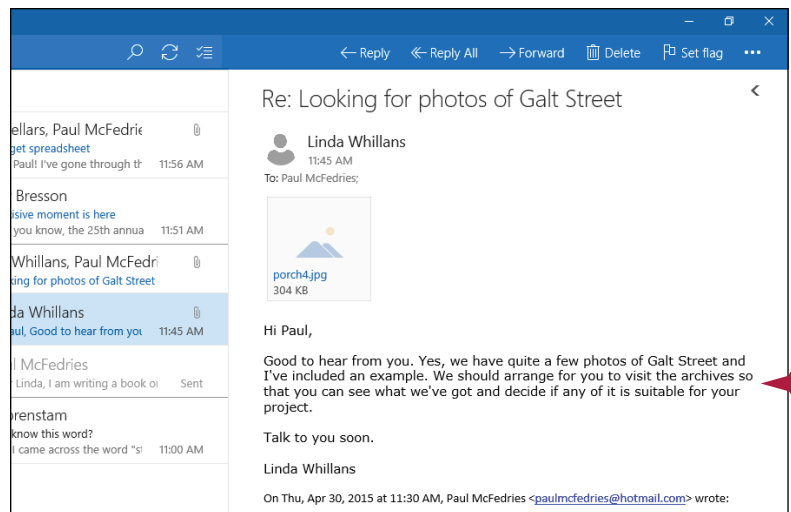 Reply Reply All Forward Delete Set flag
Re: Looking for photos of Galt Street
Linda Whillans
11:45 AM
To: Paul McFedries;
porch4.jpg
304 KB
Hi Paul,
Good to hear from you. Yes, we have quite a few photos of Galt Street and
I've included an example. We should arrange for you to visit the archives so
that you can see what we've got and decide if any of it is suitable for your
project.
Talk to you soon.
Linda Whillans
On Thu, Apr 30, 2015 at 11:30 AM, Paul McFedries <paulmcfedries@hotmail.com> wrote:
ellars, Paul McFedrie
get spreadsheet
Paul! I've gone through th 11:56 AM
Bresson
isive moment is here
you know, the 25th annua 11:51 AM
Whillans, Paul McFedri
king for photos of Galt Street
da Whillans
aul, Good to hear from you 11:45 AM
l McFedries
Linda, I am writing a book o Sent
orenstam
know this word?
I came across the word "s 11:00 AM